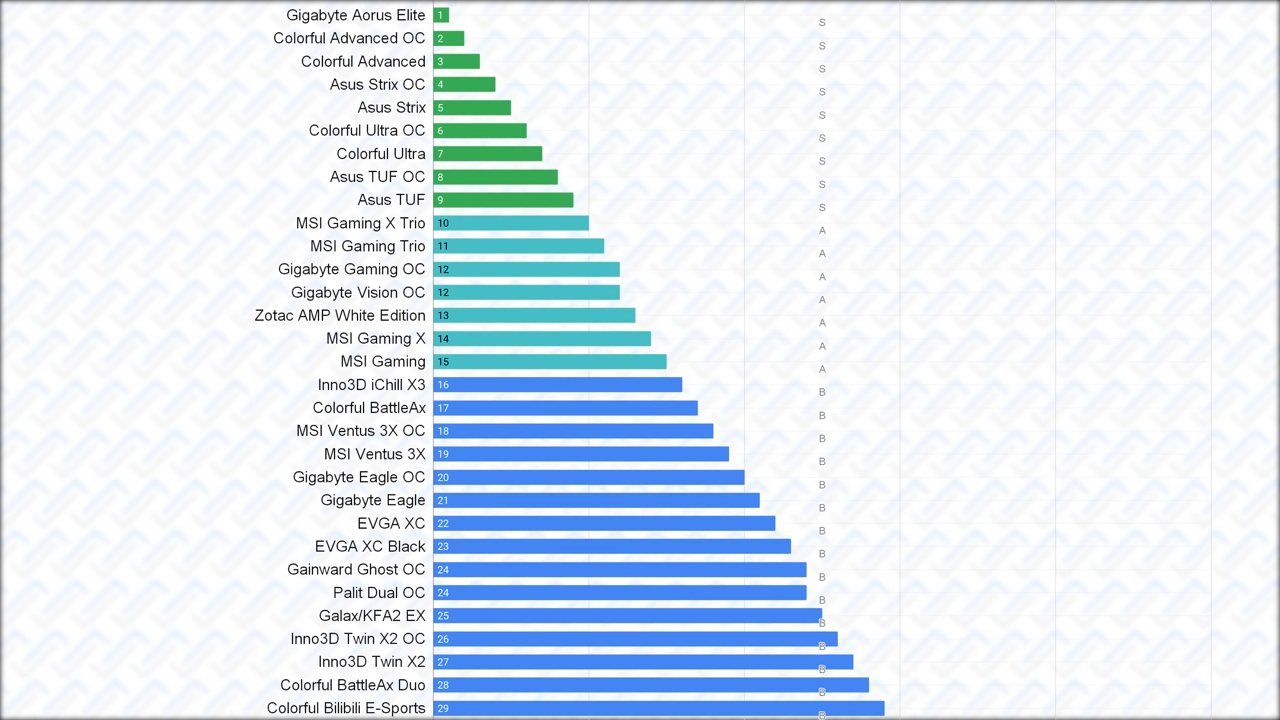 Gigabyte Aorus Elite 1 S
Colorful Advanced OC 2 S
Colorful Advanced 3 S
Asus Strix OC 4 S
Asus Strix 5 S
Colorful Ultra OC 6 S
Colorful Ultra 7 S
Asus TUF OC 8 S
Asus TUF 9 S
MSI Gaming X Trio 10 A
MSI Gaming Trio 11 A
Gigabyte Gaming OC 12 A
Gigabyte Vision OC 12 A
Zotac AMP White Edition 13 A
MSI Gaming X 14 A
MSI Gaming 15 A
Inno3D iChill X3 16 B
Colorful BattleAx 17 B
MSI Ventus 3X OC 18 B
MSI Ventus 3X 19 B
Gigabyte Eagle OC 20 B
Gigabyte Eagle 21 B
EVGA XC 22 B
EVGA XC Black 23 B
Gainward Ghost OC 24 B
Palit Dual OC 24 B
Galax/KFA2 EX 25 B
Inno3D Twin X2 OC 26 B
Inno3D Twin X2 27 B
Colorful BattleAx Duo 28 B
Colorful Bilibili E-Sports 29 B